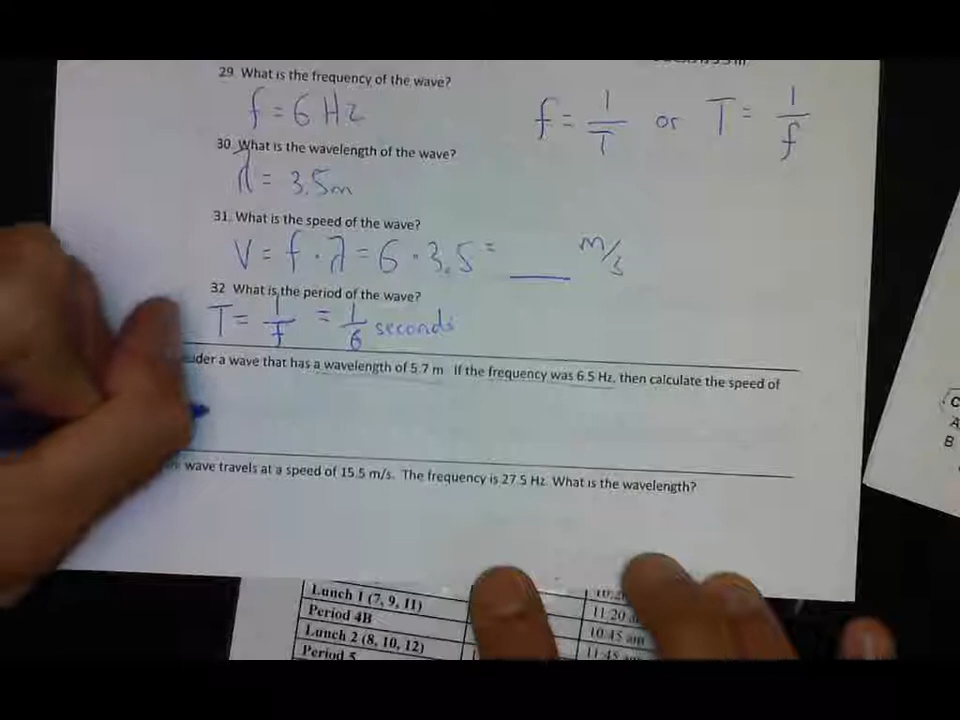 29. What is the frequency of the wave?
f = 6 Hz
f = 1/T or T = 1/f
30. What is the wavelength of the wave?
λ = 3.5m
31. What is the speed of the wave?
V = f · λ = 6 · 3.5 = ____ m/s
32 What is the period of the wave?
T = 1/f = 1/6 seconds
a wave that has a wavelength of 5.7 m If the frequency was 6.5 Hz, then calculate the speed of
wave travels at a speed of 15.5 m/s. The frequency is 27.5 Hz. What is the wavelength?
C
A
B
Lunch 1 (7, 9, 11)
Period 4B 11:20
Lunch 2 (8, 10, 12) 10:45 am
Period 5